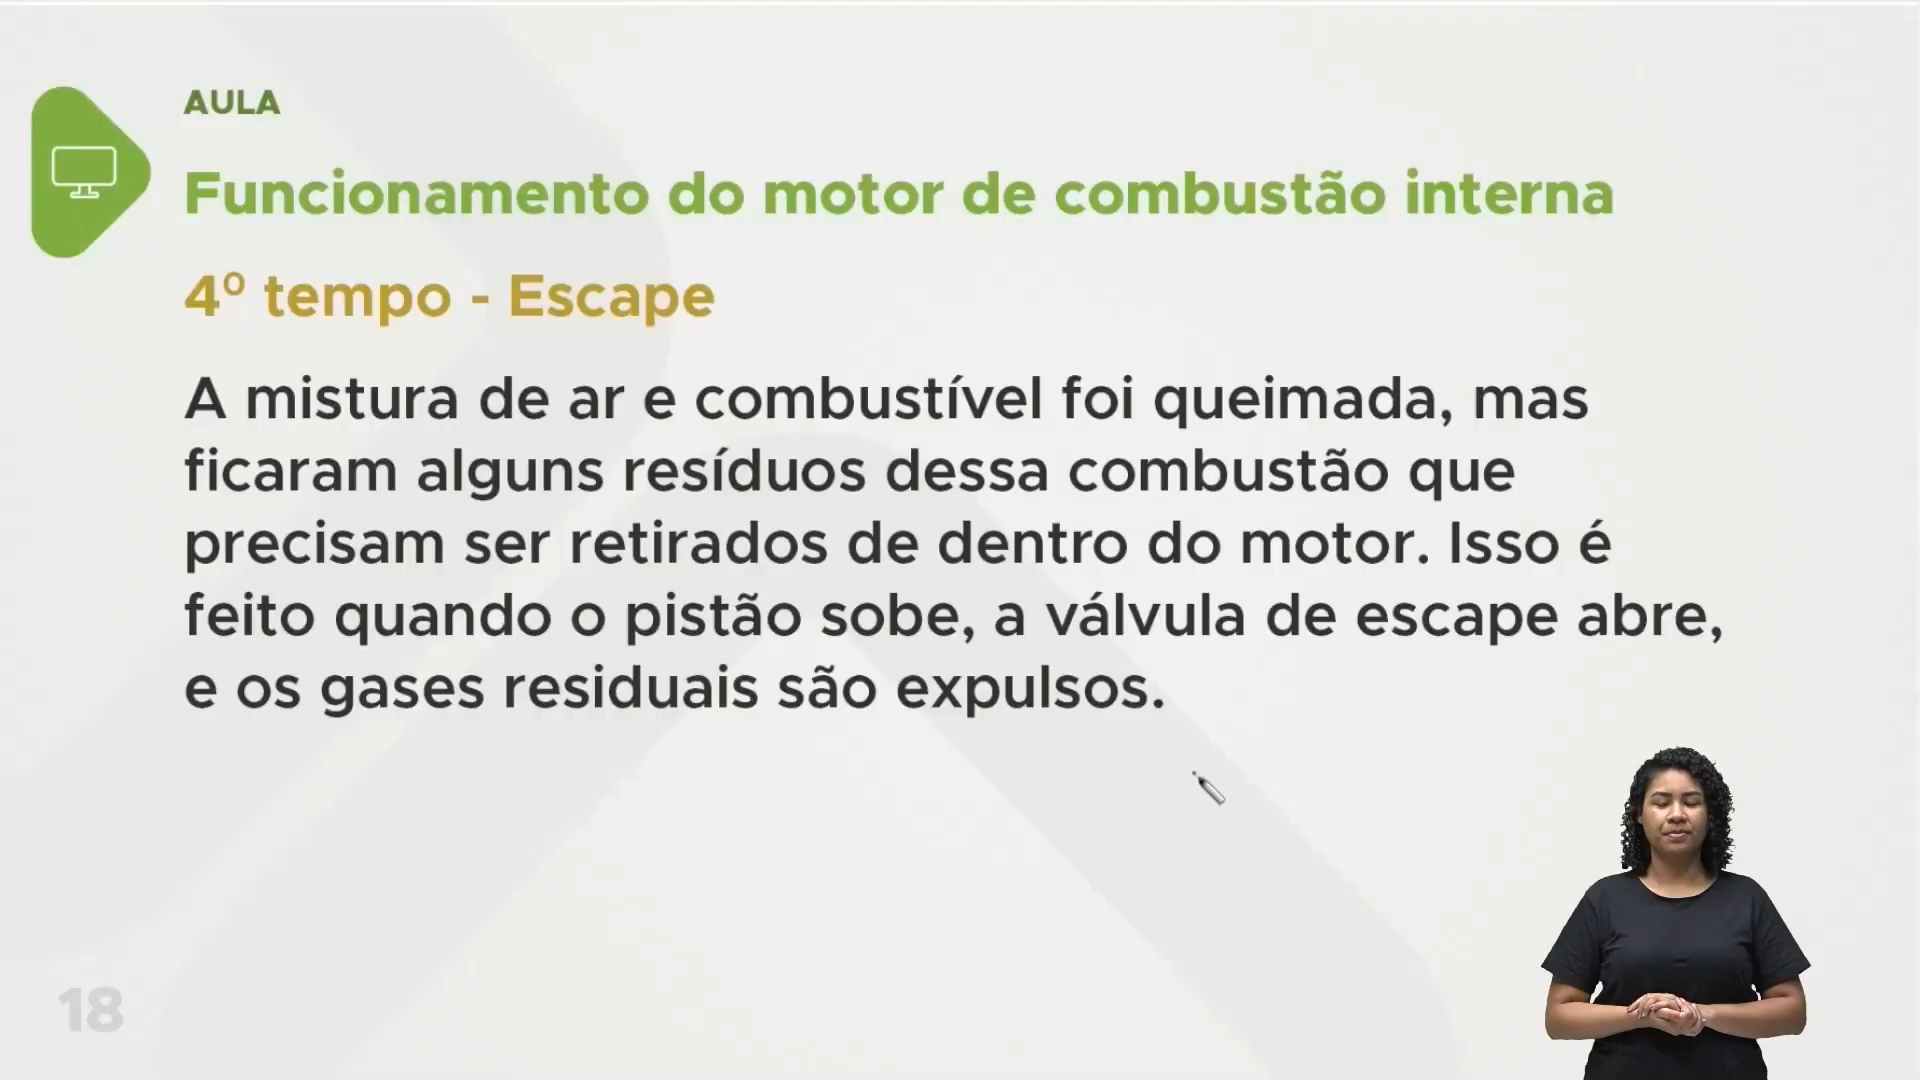 AULA
Funcionamento do motor de combustão interna
4º tempo - Escape
A mistura de ar e combustível foi queimada, mas
ficaram alguns resíduos dessa combustão que
precisam ser retirados de dentro do motor. Isso é
feito quando o pistão sobe, a válvula de escape abre,
e os gases residuais são expulsos.
18